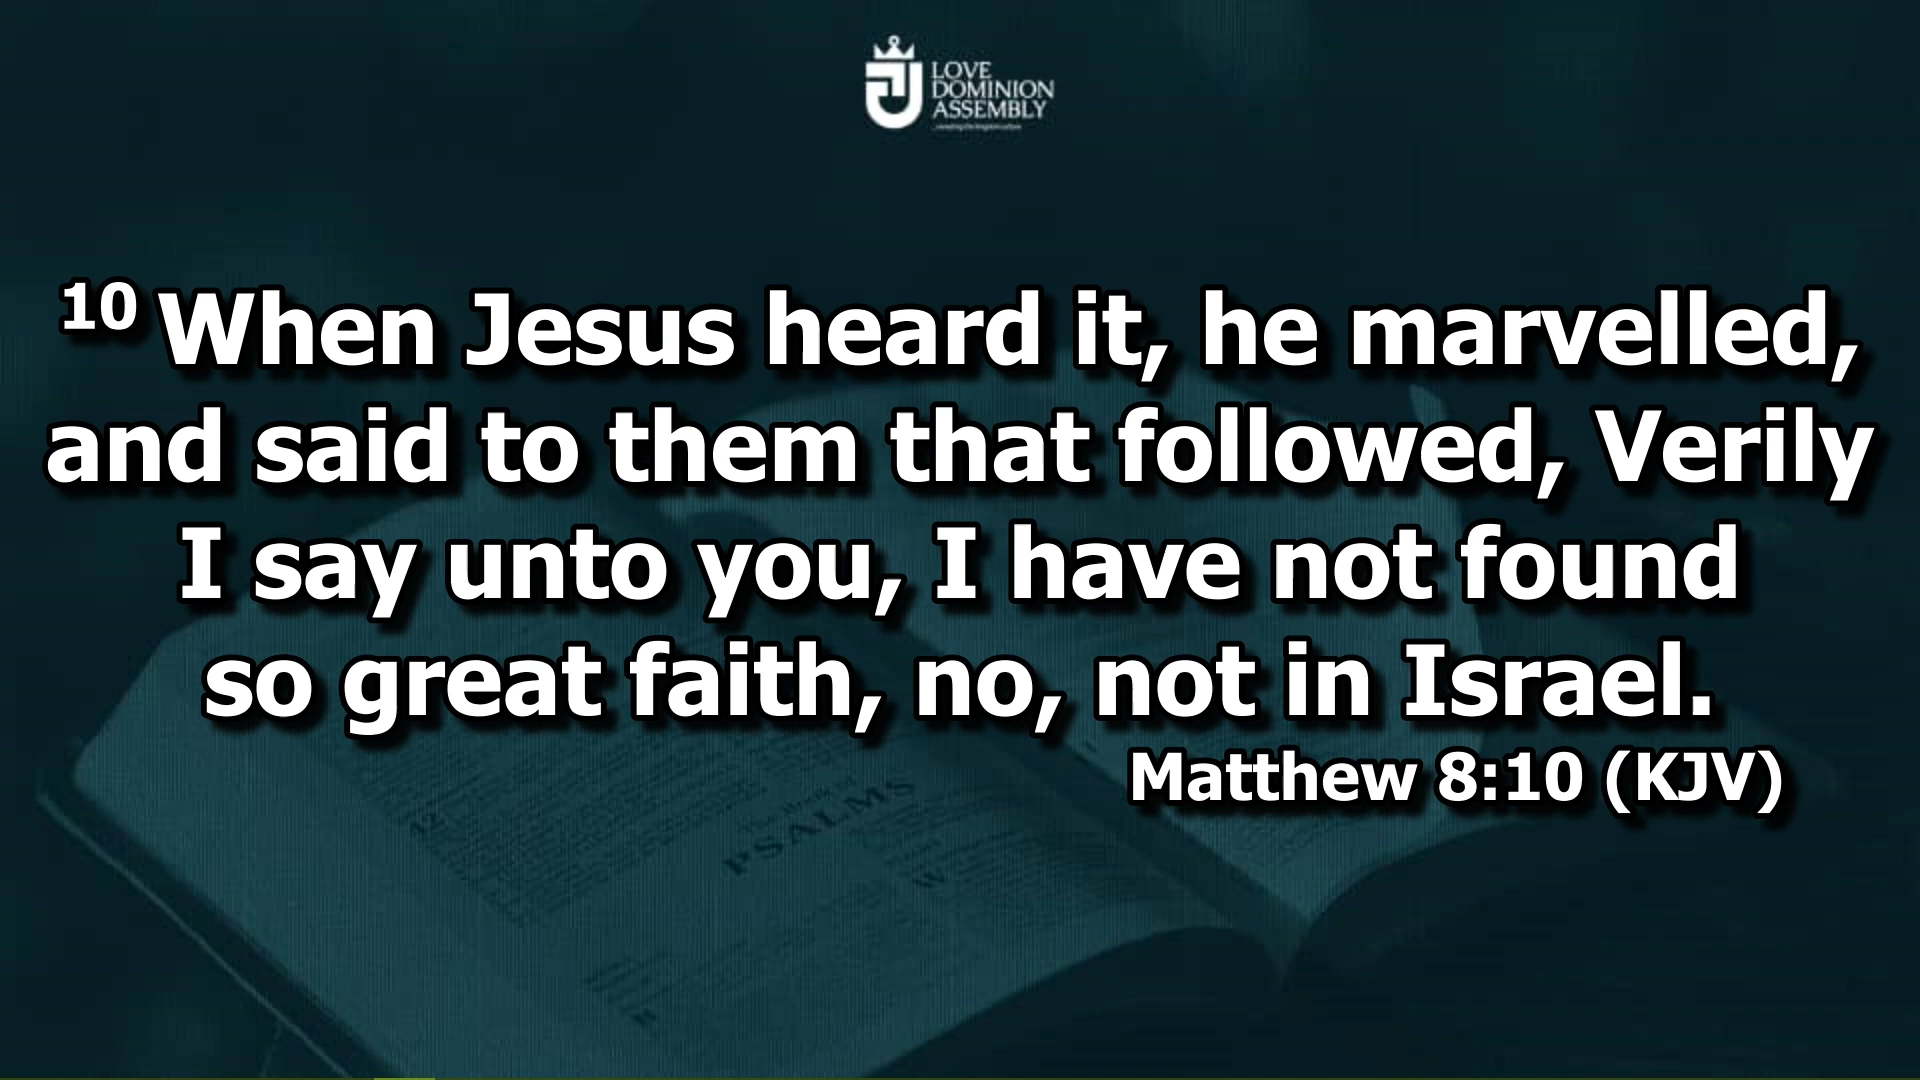 LOVE
DOMINION
ASSEMBLY
10 When Jesus heard it, he marvelled,
and said to them that followed, Verily
I say unto you, I have not found
so great faith, no, not in Israel.
Matthew 8:10 (KJV)
12
PSALMS
W